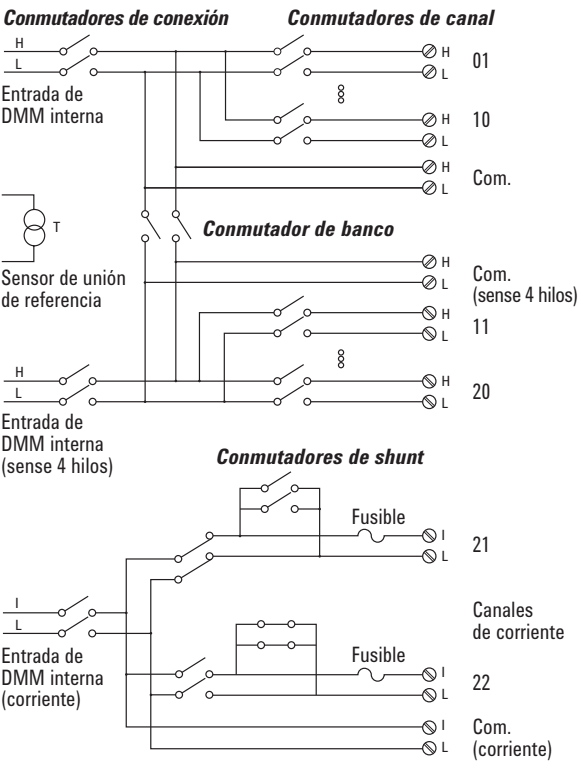 Conmutadores de conexión
Conmutadores de canal
H
L
Entrada de
DMM interna
H
L
01
H
L
10
H
L
Com.
T
Sensor de unión
de referencia
Conmutador de banco
H
L
Com.
(sense 4 hilos)
H
L
11
H
L
Entrada de
DMM interna
(sense 4 hilos)
H
L
20
Conmutadores de shunt
Fusible
I
L
21
I
L
Entrada de
DMM interna
(corriente)
Canales
de corriente
Fusible
I
L
22
I
L
Com.
(corriente)